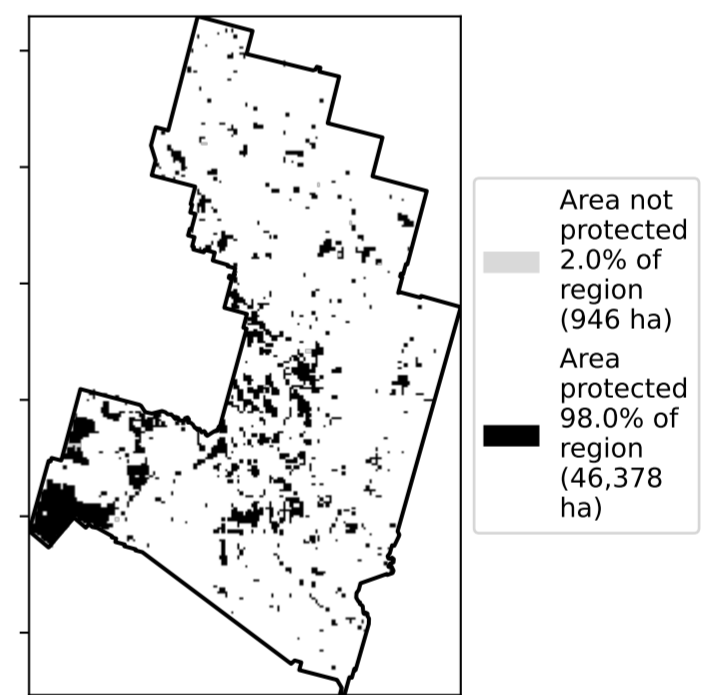 Area not
protected
2.0% of
region
(946 ha)
Area
protected
98.0% of
region
(46,378
ha)